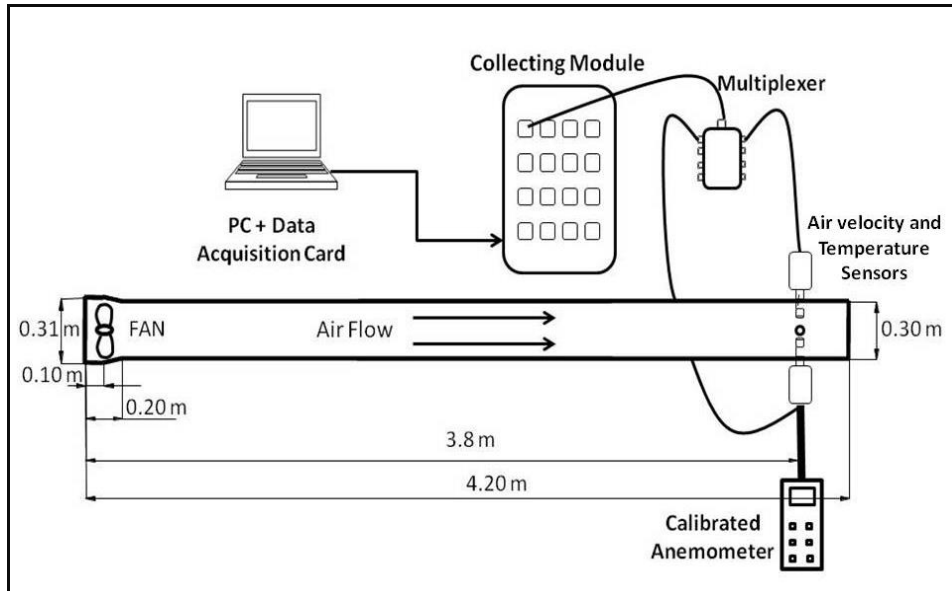 Collecting Module
Multiplexer
PC + Data
Acquisition Card
Air velocity and
Temperature
Sensors
0.31 m
FAN
Air Flow
0.30 m
0.10 m
0.20 m
3.8 m
4.20 m
Calibrated
Anemometer